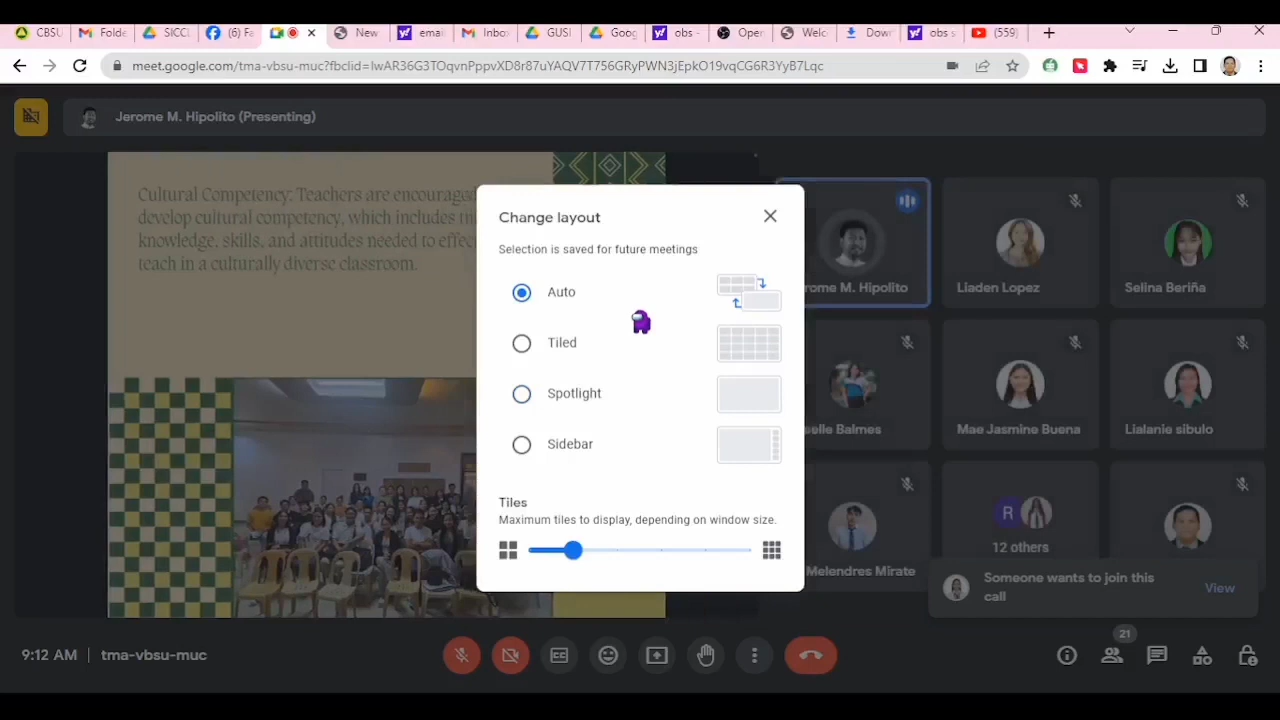 CBSU
Folde
SICCL
(6) Fa
New
emai
Inbo
GUSI
Goog
obs -
Open
Welc
Down
obs s
(559)
meet.google.com/tma-vbsu-muc?fbclid=IwAR36G3TOqvnPppvXD8r87uYAQV7T756GRyPWN3jEpkO19vqCG6R3YyB7Lqc
Jerome M. Hipolito (Presenting)
Cultural Competency: Teachers are encouraged
develop cultural competency, which includes
knowledge, skills, and attitudes needed to effec
teach in a culturally diverse classroom.
Change layout
Selection is saved for future meetings
Auto
Tiled
Spotlight
Sidebar
Tiles
Maximum tiles to display, depending on window size.
rome M. Hipolito
Liaden Lopez
Selina Beriña
elle Balmes
Mae Jasmine Buena
Lialanie sibulo
Melendres Mirate
R
12 others
Someone wants to join this
call
View
9:12 AM
tma-vbsu-muc
21